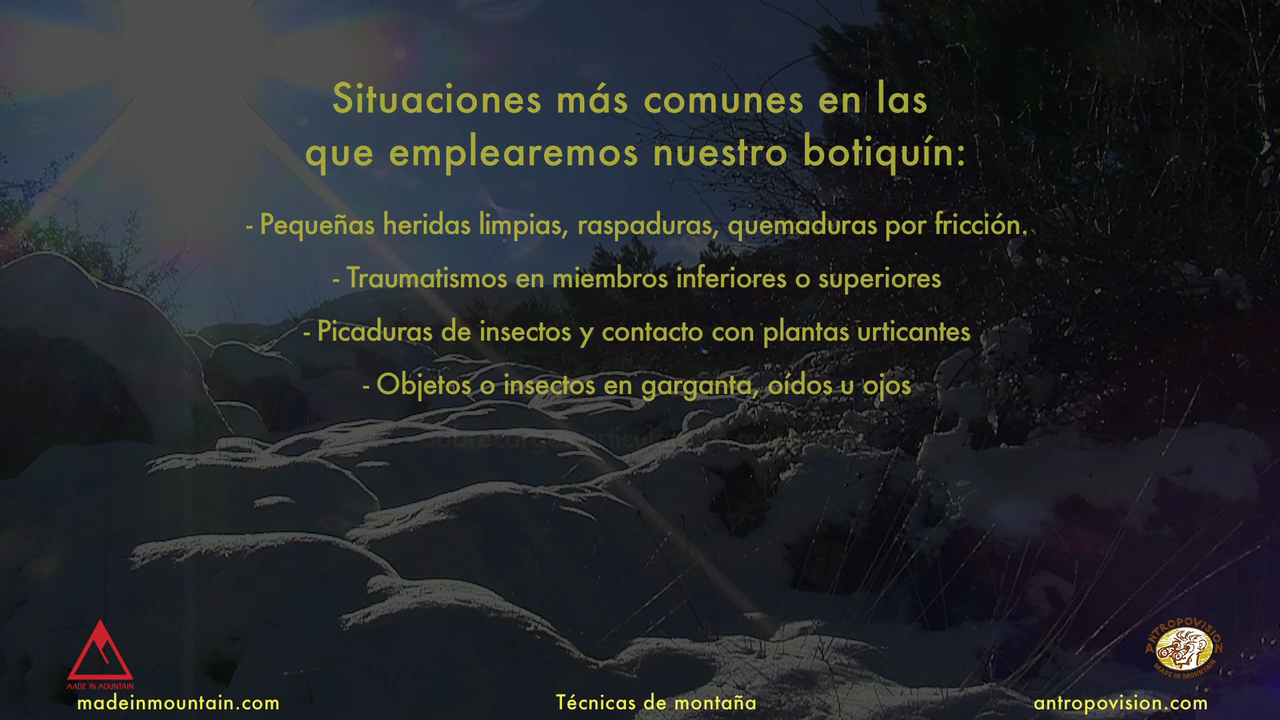 Situaciones más comunes en las
que emplearemos nuestro botiquín:
- Pequeñas heridas limpias, raspaduras, quemaduras por fricción.
- Traumatismos en miembros inferiores o superiores
- Picaduras de insectos y contacto con plantas urticantes
- Objetos o insectos en garganta, oídos u ojos
MADE IN MOUNTAIN
ANTROPOVISION
MADE IN MOUNTAIN
madeinmountain.com
Técnicas de montaña
antropovision.com